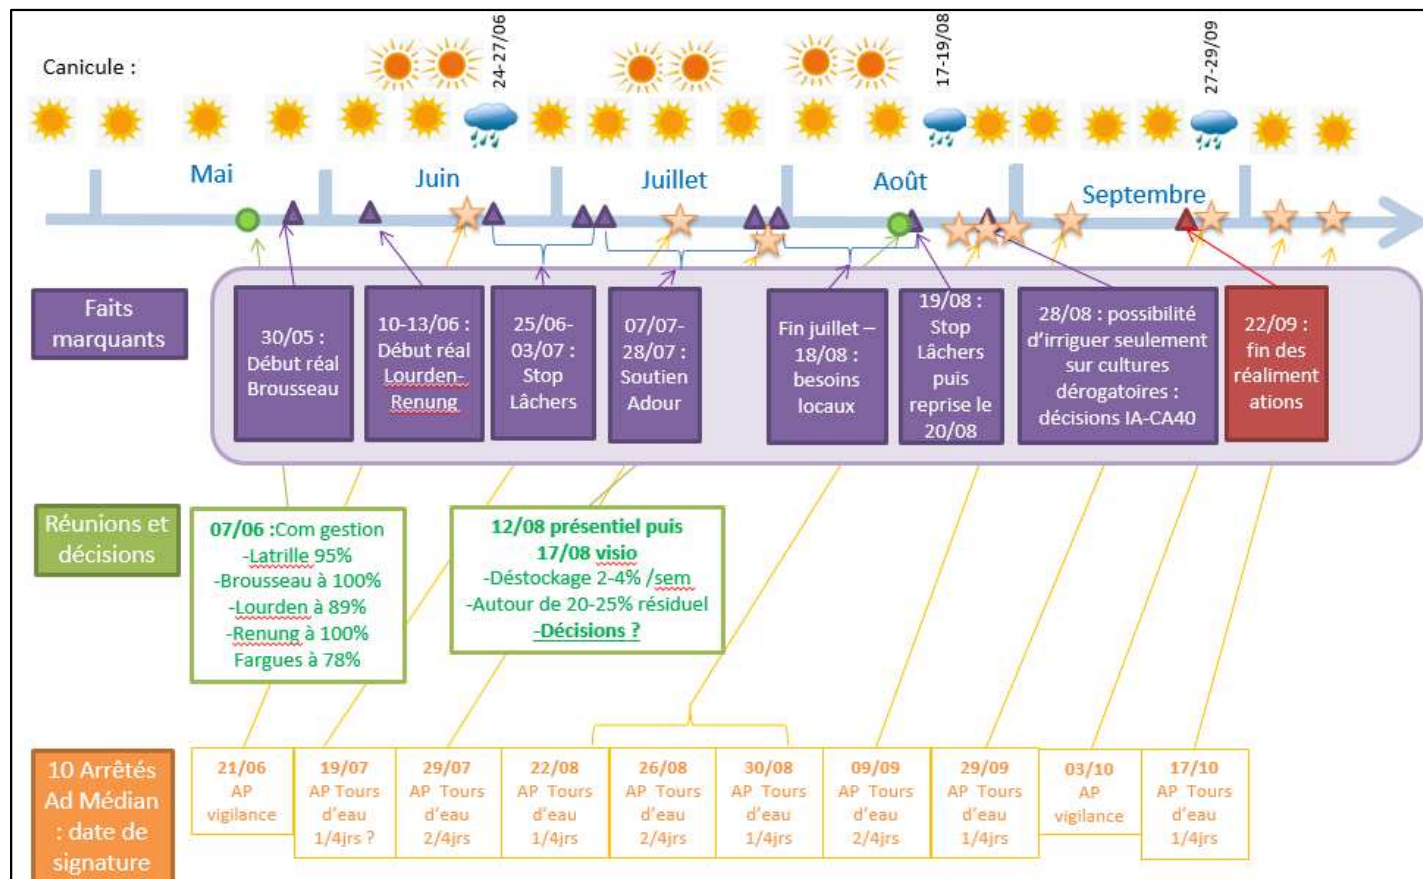 24-27/06
17-19/08
27-29/09
Canicule :
Mai
Juin
Juillet
Août
Septembre
Faits
marquants
30/05 :
Début réal
Brousseau
10-13/06 :
Début réal
Lourden-
Renung
25/06-
03/07 :
Stop
Lâchers
07/07-
28/07 :
Soutien
Adour
Fin juillet –
18/08 :
besoins
locaux
19/08 :
Stop
Lâchers
puis
reprise le
20/08
28/08 : possibilité
d’irriguer seulement
sur cultures
dérogatoires :
décisions IA-CA40
22/09 :
fin des
réaliment
ations
Réunions et
décisions
07/06 :Com gestion
-Latrille 95%
-Brousseau à 100%
-Lourden à 89%
-Renung à 100%
Fargues à 78%
12/08 présentiel puis
17/08 visio
-Déstockage 2-4% /sem
-Autour de 20-25% résiduel
-Décisions ?
10 Arrêtés
Ad Médian
: date de
signature
21/06
AP
vigilance
19/07
AP Tours
d’eau
1/4jrs ?
29/07
AP Tours
d’eau
2/4jrs
22/08
AP Tours
d’eau
1/4jrs
26/08
AP Tours
d’eau
2/4jrs
30/08
AP Tours
d’eau
1/4jrs
09/09
AP Tours
d’eau
2/4jrs
29/09
AP Tours
d’eau
1/4jrs
03/10
AP
vigilance
17/10
AP Tours
d’eau
1/4jrs